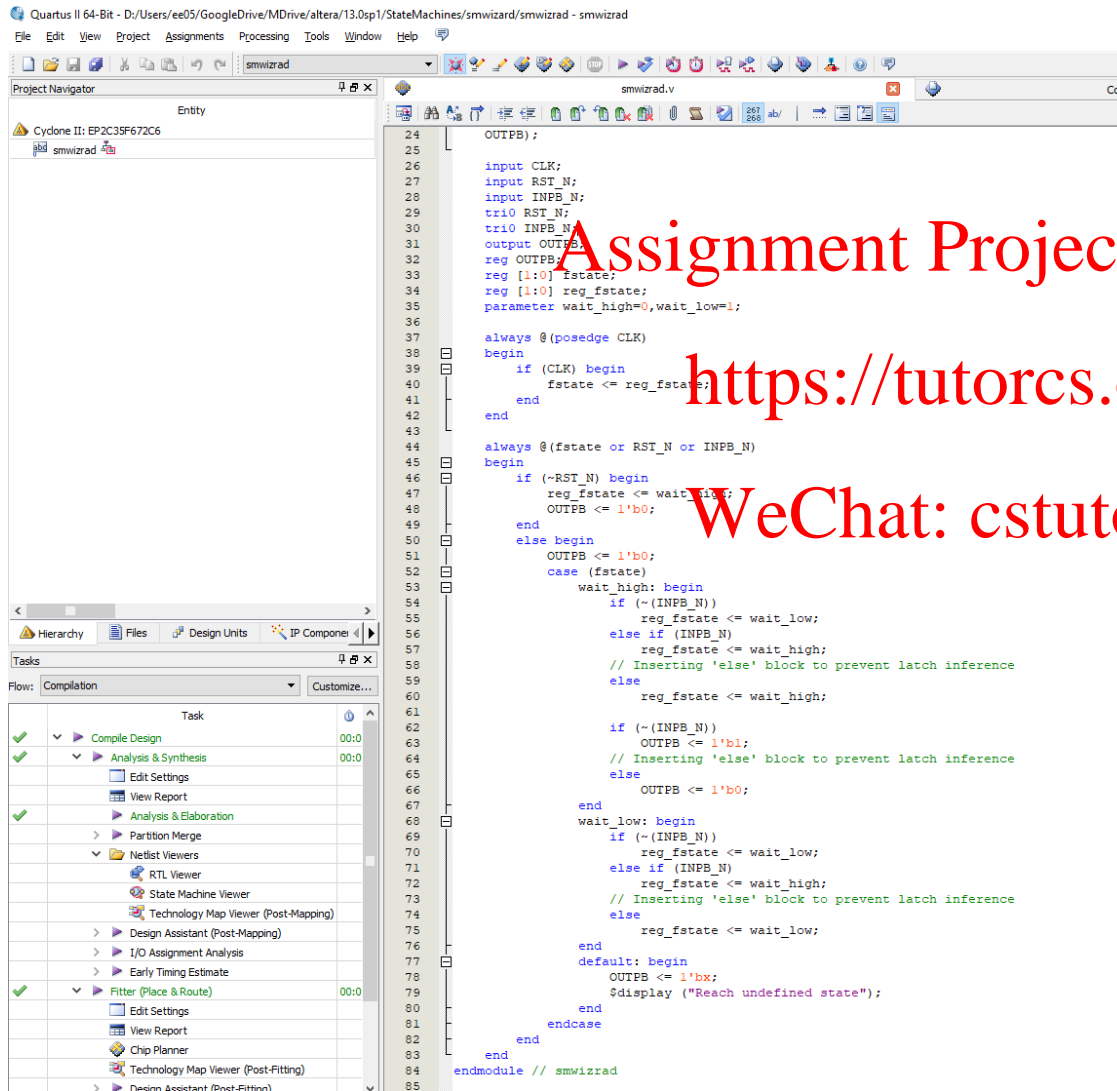 Quartus II 64-Bit - D:/Users/ee05/GoogleDrive/MDrive/altera/13.0sp1/StateMachines/smwizard/smwizrad - smwizrad
File Edit View Project Assignments Processing Tools Window Help
smwizrad
Project Navigator
Entity
Cyclone II: EP2C35F672C6
smwizrad
Hierarchy Files Design Units IP Componer
Tasks
Flow: Compilation Customize...
Task
Compile Design 00:0
Analysis & Synthesis 00:0
Edit Settings
View Report
Analysis & Elaboration
Partition Merge
Netlist Viewers
RTL Viewer
State Machine Viewer
Technology Map Viewer (Post-Mapping)
Design Assistant (Post-Mapping)
I/O Assignment Analysis
Early Timing Estimate
Fitter (Place & Route) 00:0
Edit Settings
View Report
Chip Planner
Technology Map Viewer (Post-Fitting)
Design Assistant (Post-Fitting)
smwizrad.v
Co
267
268 ab/
24 OUTPB);
25
26 input CLK;
27 input RST_N;
28 input INPB_N;
29 tri0 RST_N;
30 tri0 INPB_N;
31 output OUTPB;
32 reg OUTPB;
33 reg [1:0] fstate;
34 reg [1:0] reg_fstate;
35 parameter wait_high=0,wait_low=1;
36
37 always @(posedge CLK)
38 begin
39 if (CLK) begin
40 fstate <= reg_fstate;
41 end
42 end
43
44 always @(fstate or RST_N or INPB_N)
45 begin
46 if (~RST_N) begin
47 reg_fstate <= wait_high;
48 OUTPB <= 1'b0;
49 end
50 else begin
51 OUTPB <= 1'b0;
52 case (fstate)
53 wait_high: begin
54 if (~(INPB_N))
55 reg_fstate <= wait_low;
56 else if (INPB_N)
57 reg_fstate <= wait_high;
58 // Inserting 'else' block to prevent latch inference
59 else
60 reg_fstate <= wait_high;
61
62 if (~(INPB_N))
63 OUTPB <= 1'b1;
64 // Inserting 'else' block to prevent latch inference
65 else
66 OUTPB <= 1'b0;
67 end
68 wait_low: begin
69 if (~(INPB_N))
70 reg_fstate <= wait_low;
71 else if (INPB_N)
72 reg_fstate <= wait_high;
73 // Inserting 'else' block to prevent latch inference
74 else
75 reg_fstate <= wait_low;
76 end
77 default: begin
78 OUTPB <= 1'bx;
79 $display ("Reach undefined state");
80 end
81 endcase
82 end
83 end
84 endmodule // smwizrad
85
Assignment Projec
https://tutorcs.
WeChat: cstut